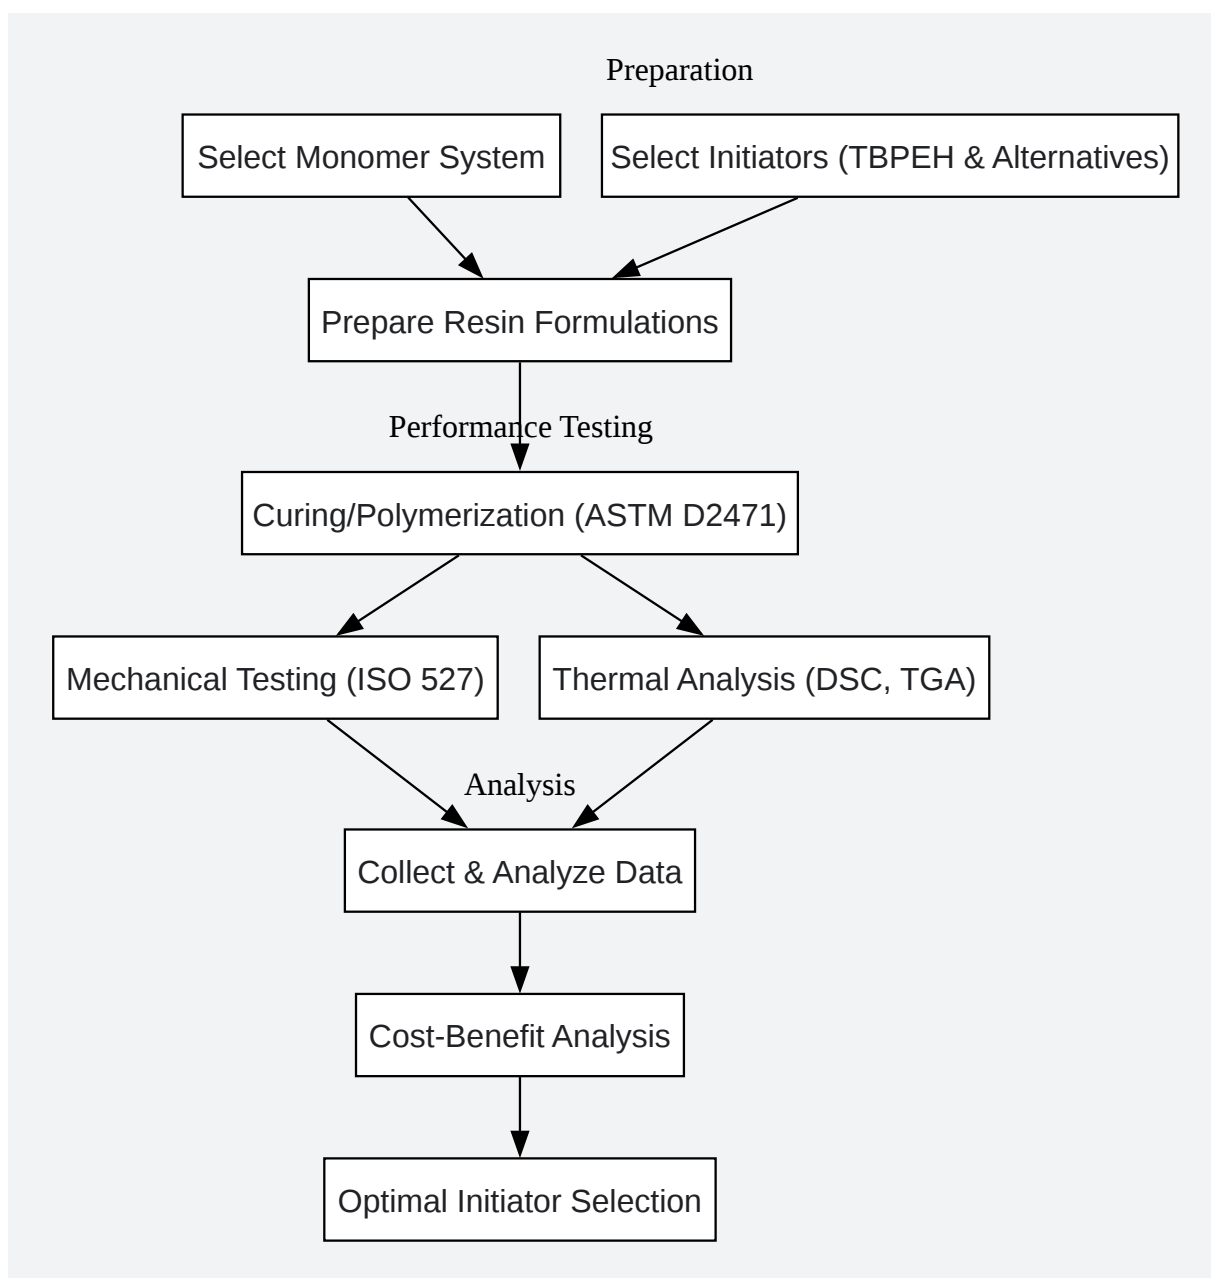 Preparation
Select Monomer System
Select Initiators (TBPEH & Alternatives)
Prepare Resin Formulations
Performance Testing
Curing/Polymerization (ASTM D2471)
Mechanical Testing (ISO 527)
Thermal Analysis (DSC, TGA)
Analysis
Collect & Analyze Data
Cost-Benefit Analysis
Optimal Initiator Selection